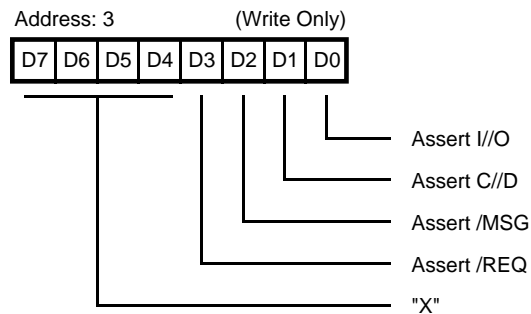 Address: 3 (Write Only)
D7 D6 D5 D4 D3 D2 D1 D0
Assert I//O
Assert C//D
Assert /MSG
Assert /REQ
"X"